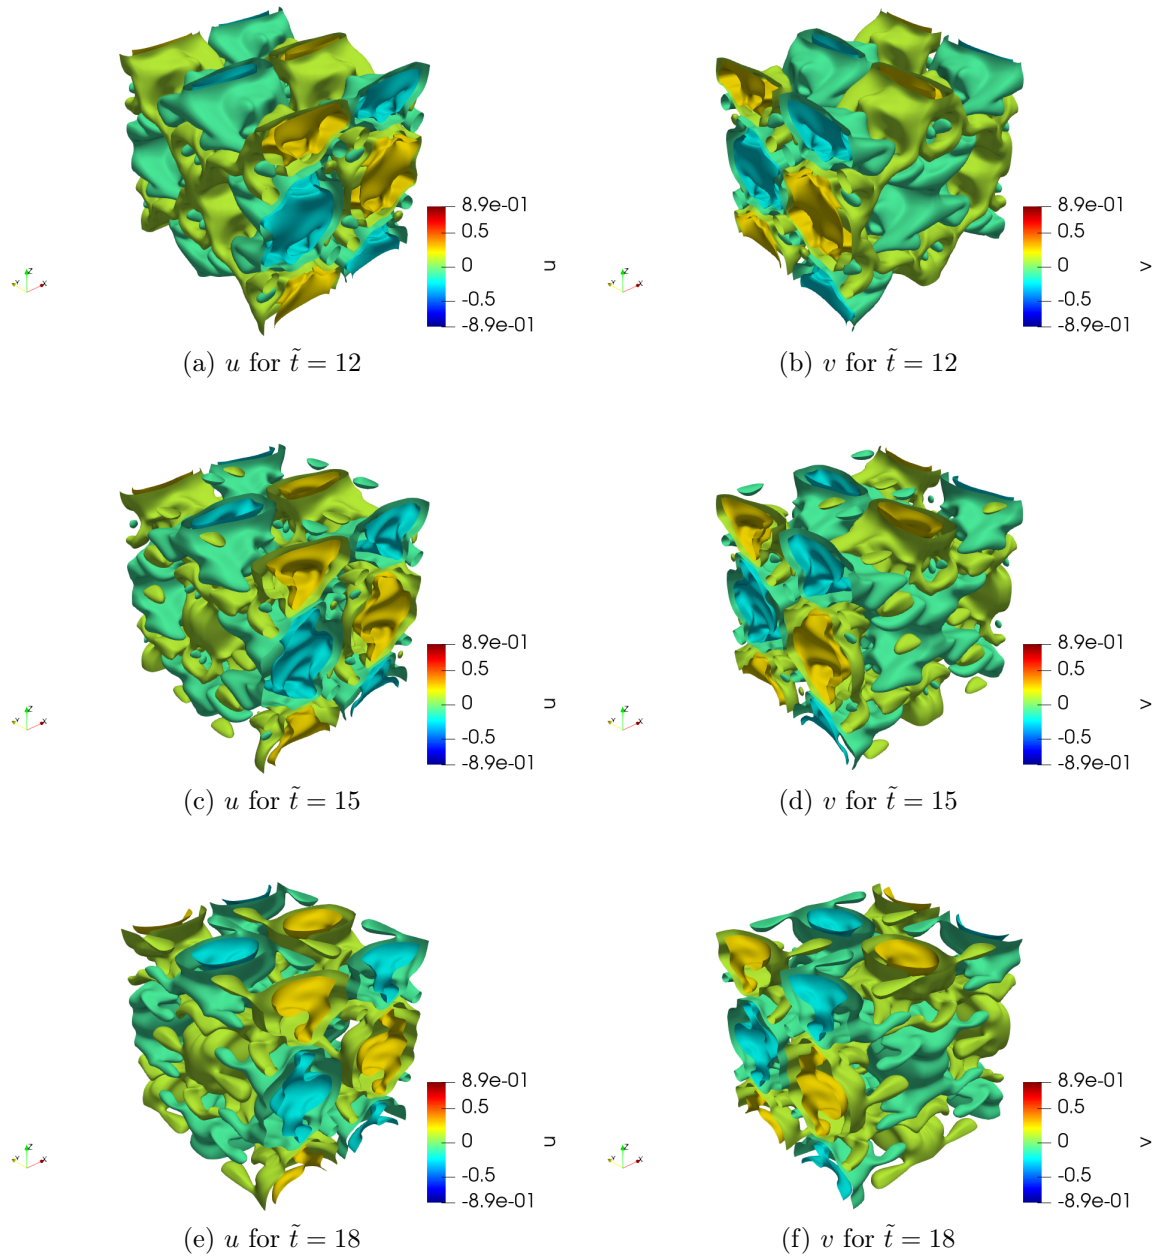 8.9e-01
0.5
0
-0.5
-8.9e-01
u
Z
Y
X
(a) u for t̃ = 12
8.9e-01
0.5
0
-0.5
-8.9e-01
v
Z
Y
X
(b) v for t̃ = 12
8.9e-01
0.5
0
-0.5
-8.9e-01
u
Z
Y
X
(c) u for t̃ = 15
8.9e-01
0.5
0
-0.5
-8.9e-01
v
Z
Y
X
(d) v for t̃ = 15
8.9e-01
0.5
0
-0.5
-8.9e-01
u
Z
Y
X
(e) u for t̃ = 18
8.9e-01
0.5
0
-0.5
-8.9e-01
v
Z
Y
X
(f) v for t̃ = 18